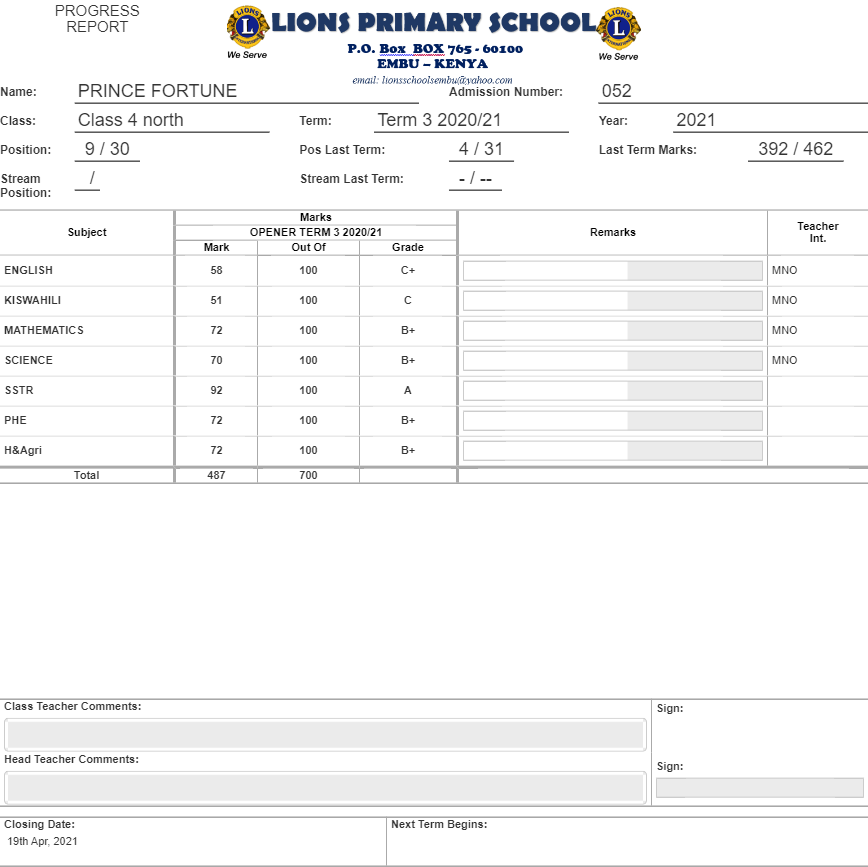 PROGRESS
REPORT
LIONS PRIMARY SCHOOL
LIONS
L
We Serve
LIONS
L
We Serve
P.O. Box BOX 765 - 60100
EMBU – KENYA
email: lionsschoolsembu@yahoo.com
Name: PRINCE FORTUNE Admission Number: 052
Class: Class 4 north Term: Term 3 2020/21 Year: 2021
Position: 9 / 30 Pos Last Term: 4 / 31 Last Term Marks: 392 / 462
Stream Position: / Stream Last Term: - / --
Subject Marks Remarks Teacher Int.
OPENER TERM 3 2020/21
Mark Out Of Grade
ENGLISH 58 100 C+ MNO
KISWAHILI 51 100 C MNO
MATHEMATICS 72 100 B+ MNO
SCIENCE 70 100 B+ MNO
SSTR 92 100 A
PHE 72 100 B+
H&Agri 72 100 B+
Total 487 700
Class Teacher Comments: Sign:
Head Teacher Comments: Sign:
Closing Date: Next Term Begins:
19th Apr, 2021